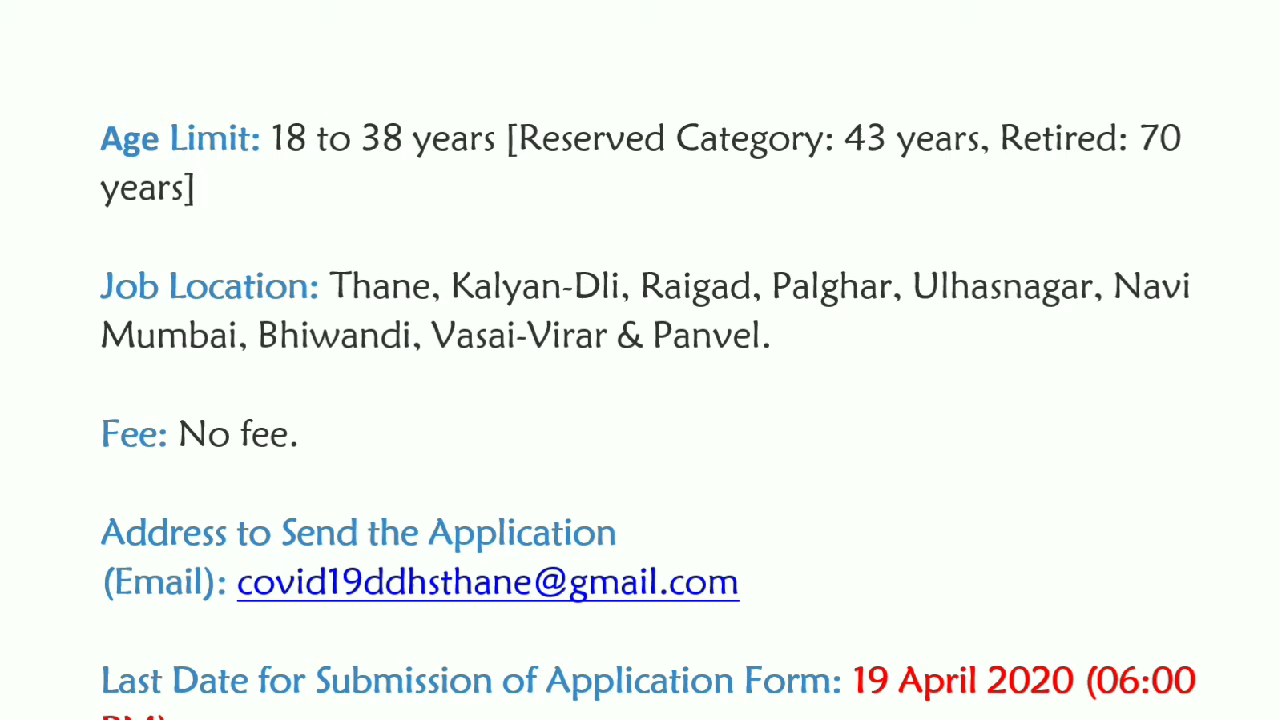 Age Limit: 18 to 38 years [Reserved Category: 43 years, Retired: 70
years]
Job Location: Thane, Kalyan-Dli, Raigad, Palghar, Ulhasnagar, Navi
Mumbai, Bhiwandi, Vasai-Virar & Panvel.
Fee: No fee.
Address to Send the Application
(Email): covid19ddhsthane@gmail.com
Last Date for Submission of Application Form: 19 April 2020 (06:00